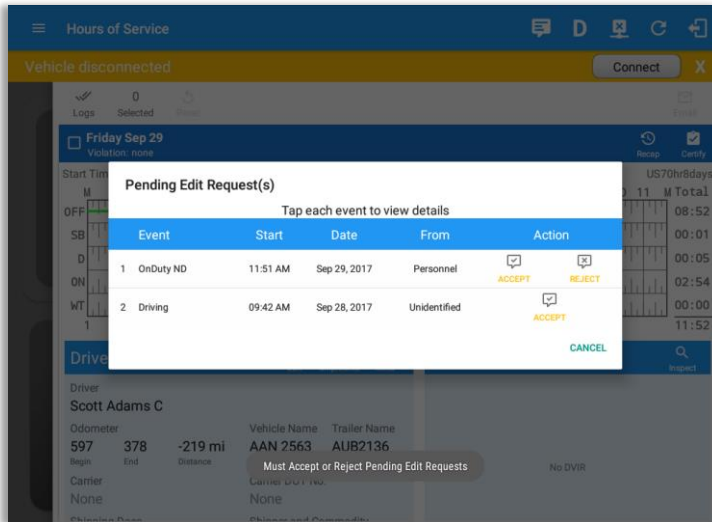 Hours of Service
D
Vehicle disconnected
Connect
X
Logs
0
Selected
Email
Friday Sep 29
Violation: none
Recap
Certify
Start Tim
US70hr8days
M
11 M Total
OFF
08:52
SB
00:01
D
00:05
ON
02:54
WT
00:00
1
11:52
Pending Edit Request(s)
Tap each event to view details
Event Start Date From Action
1 OnDuty ND 11:51 AM Sep 29, 2017 Personnel ACCEPT REJECT
2 Driving 09:42 AM Sep 28, 2017 Unidentified ACCEPT
CANCEL
Drive
Inspect
Driver
Scott Adams C
Odometer
Vehicle Name Trailer Name
597 378 -219 mi AAN 2563 AUB2136
Begin End Distance
Must Accept or Reject Pending Edit Requests
No DVIR
Carrier
Carrier DOT No.
None
None